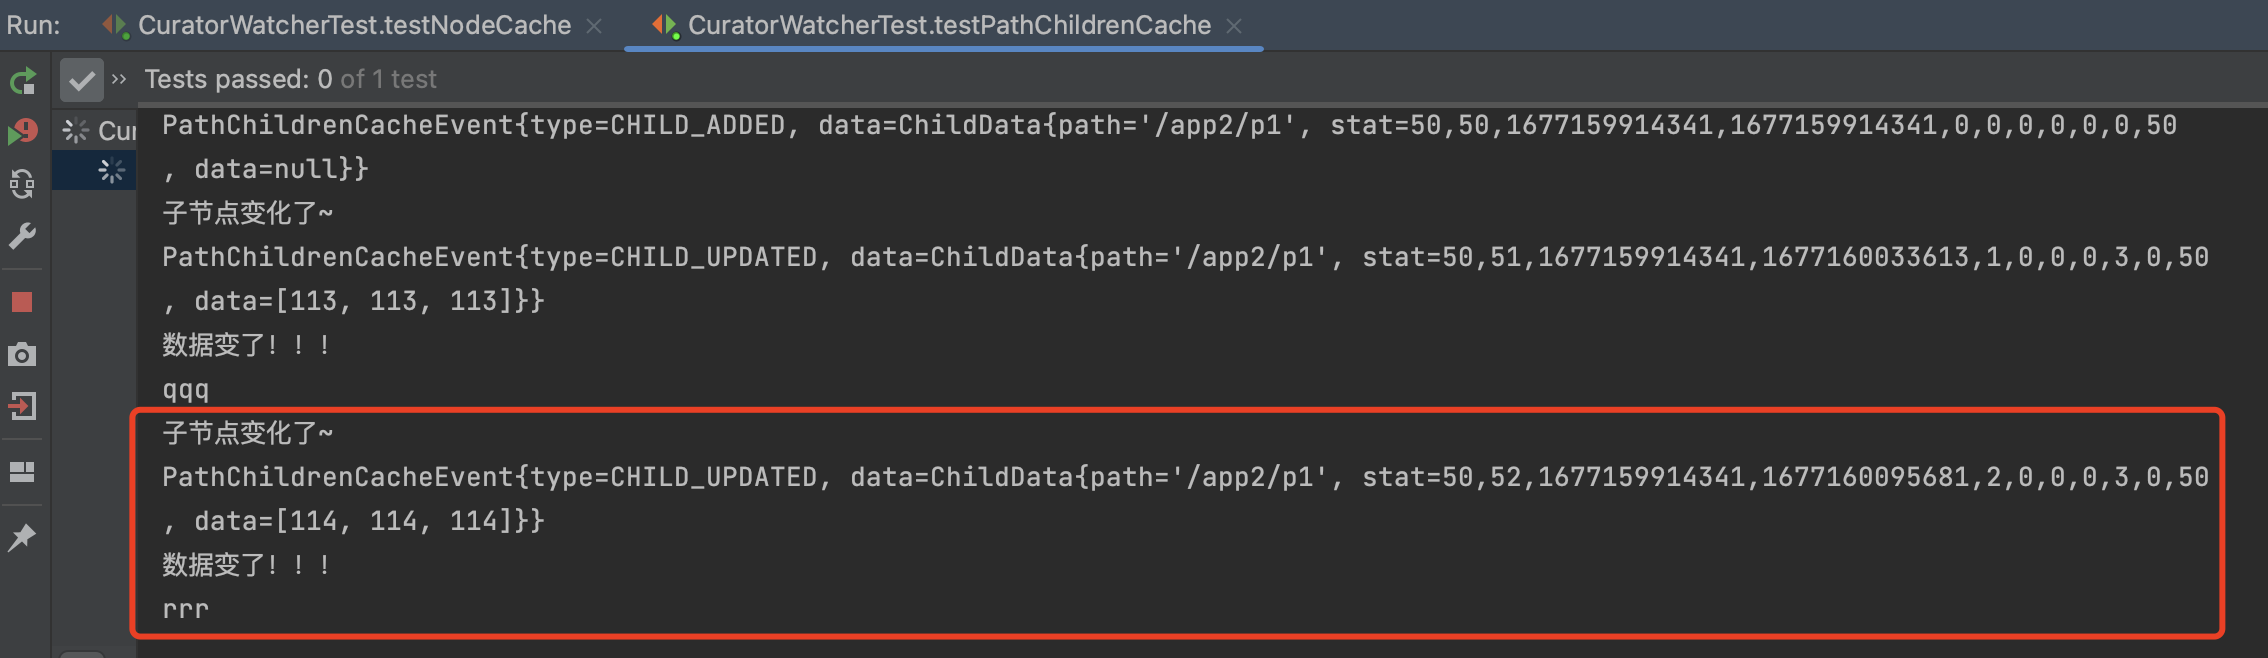 Run: CuratorWatcherTest.testNodeCache × CuratorWatcherTest.testPathChildrenCache ×
» Tests passed: 0 of 1 test
Cur
PathChildrenCacheEvent{type=CHILD_ADDED, data=ChildData{path='/app2/p1', stat=50,50,1677159914341,1677159914341,0,0,0,0,0,0,50
, data=null}}
子节点变化了~
PathChildrenCacheEvent{type=CHILD_UPDATED, data=ChildData{path='/app2/p1', stat=50,51,1677159914341,1677160033613,1,0,0,0,3,0,50
, data=[113, 113, 113]}}
数据变了！！！
qqq
子节点变化了~
PathChildrenCacheEvent{type=CHILD_UPDATED, data=ChildData{path='/app2/p1', stat=50,52,1677159914341,1677160095681,2,0,0,0,3,0,50
, data=[114, 114, 114]}}
数据变了！！！
rrr